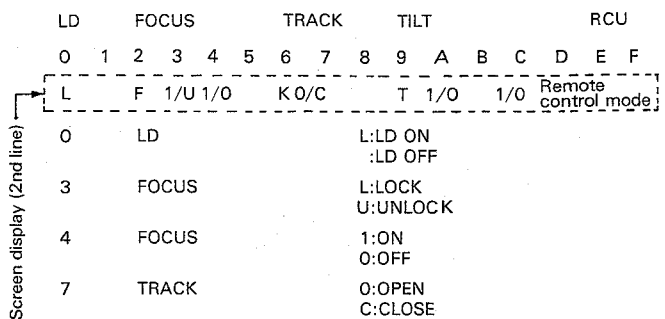 LD FOCUS TRACK TILT RCU
0 1 2 3 4 5 6 7 8 9 A B C D E F
L F 1/U 1/0 K 0/C T 1/0 1/0 Remote control mode
Screen display (2nd line)
0 LD L:LD ON
:LD OFF
3 FOCUS L:LOCK
U:UNLOCK
4 FOCUS 1:ON
0:OFF
7 TRACK 0:OPEN
C:CLOSE